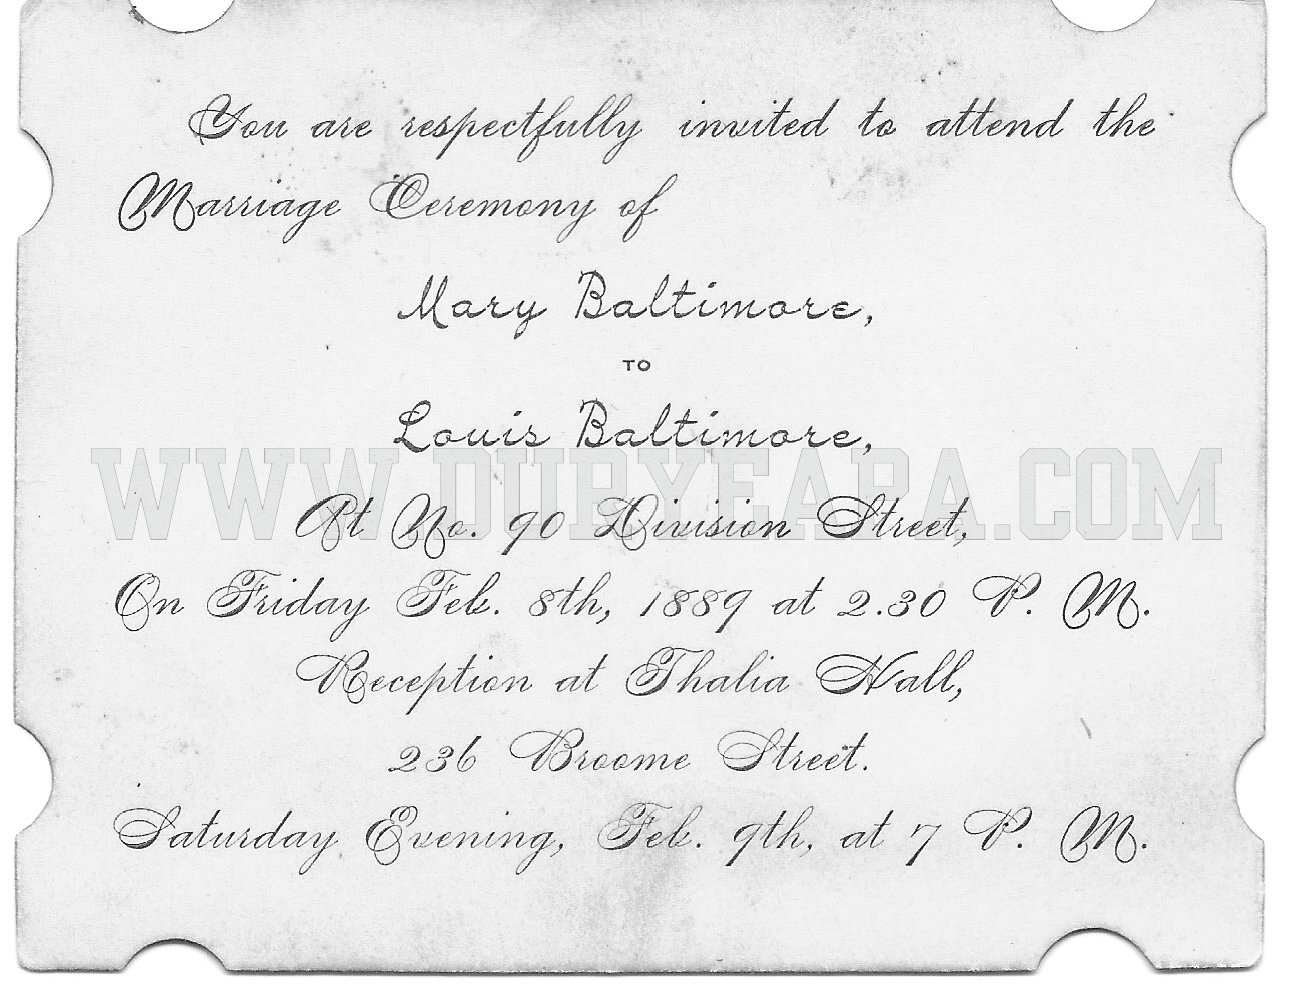 You are respectfully invited to attend the
Marriage Ceremony of
Mary Baltimore,
TO
Louis Baltimore,
WWW.DUBYEARA.COM
At No. 90 Division Street,
On Friday Feb. 8th, 1889 at 2.30 P. M.
Reception at Thalia Hall,
236 Broome Street.
Saturday Evening, Feb. 9th, at 7 P. M.